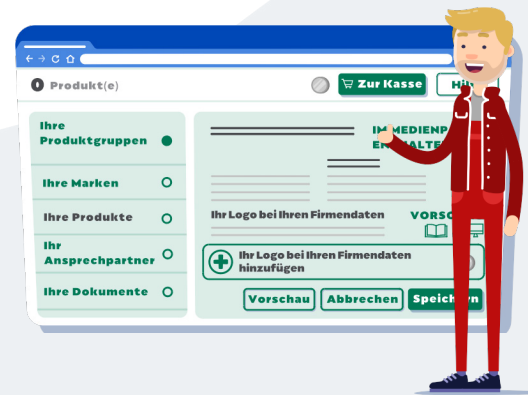 0 Produkt(e)
Zur Kasse
Ihre
Produktgruppen
Ihre Marken
Ihre Produkte
Ihr
Ansprechpartner
Ihre Dokumente
Ihr Logo bei Ihren Firmendaten
Ihr Logo bei Ihren Firmendaten
hinzufügen
Vorschau
Abbrechen